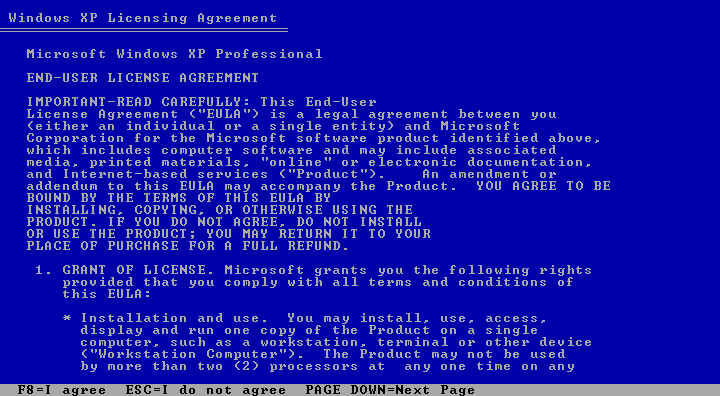 Windows XP Licensing Agreement
Microsoft Windows XP Professional
END-USER LICENSE AGREEMENT
IMPORTANT-READ CAREFULLY: This End-User
License Agreement ("EULA") is a legal agreement between you
(either an individual or a single entity) and Microsoft
Corporation for the Microsoft software product identified above,
which includes computer software and may include associated
media, printed materials, "online" or electronic documentation,
and Internet-based services ("Product").    An amendment or
addendum to this EULA may accompany the Product.  YOU AGREE TO BE
BOUND BY THE TERMS OF THIS EULA BY
INSTALLING, COPYING, OR OTHERWISE USING THE
PRODUCT. IF YOU DO NOT AGREE, DO NOT INSTALL
OR USE THE PRODUCT; YOU MAY RETURN IT TO YOUR
PLACE OF PURCHASE FOR A FULL REFUND.
1. GRANT OF LICENSE. Microsoft grants you the following rights
provided that you comply with all terms and conditions of
this EULA:
* Installation and use.  You may install, use, access,
display and run one copy of the Product on a single
computer, such as a workstation, terminal or other device
("Workstation Computer").  The Product may not be used
by more than two (2) processors at  any one time on any
F8=I agree  ESC=I do not agree  PAGE DOWN=Next Page